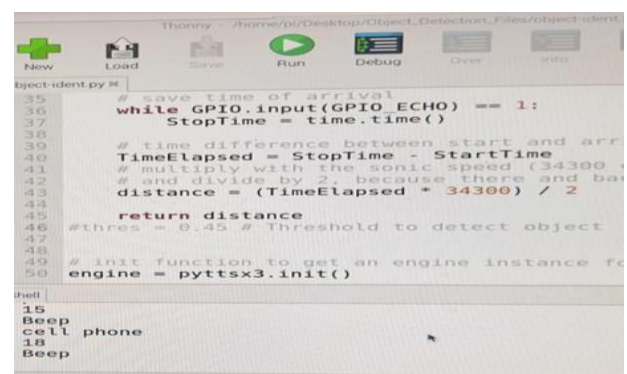 Thonny - /home/pi/Desktop/Object_Detection_Files/object-ident.
New Load Save Run Debug Over Into
bject-ident.py ✕
35 # save time of arrival
36 while GPIO.input(GPIO_ECHO) == 1:
37 StopTime = time.time()
38
39 # time difference between start and arr
40 TimeElapsed = StopTime - StartTime
41 # multiply with the sonic speed (34300
42 # and divide by 2, because there and ba
43 distance = (TimeElapsed * 34300) / 2
44
45 return distance
46 #thres = 0.45 # Threshold to detect object
47
48
49 # init function to get an engine instance fo
50 engine = pyttsx3.init()
Shell
15
Beep
cell phone
18
Beep